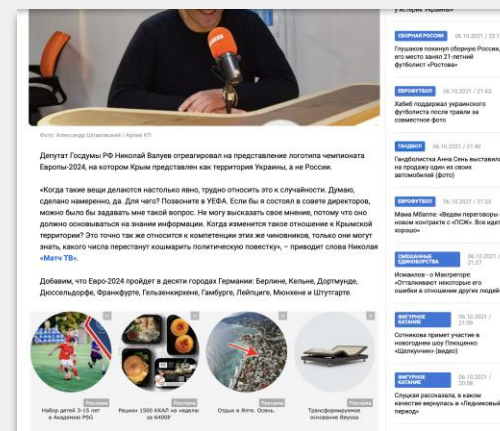 у истерик Украины»
Фото: Александр Шпаковский / Архив КП
Депутат Госдумы РФ Николай Валуев отреагировал на представление логотипа чемпионата
Европы-2024, на котором Крым представлен как территория Украины, а не России.
«Когда такие вещи делаются настолько явно, трудно относить это к случайности. Думаю,
сделано намеренно, да. Для чего? Позвоните в УЕФА. Если бы я состоял в совете директоров,
можно было бы задавать мне такой вопрос. Не могу высказать свое мнение, потому что оно
должно основываться на знании информации. Когда изменится такое отношение к Крымской
территории? Это точно так же относится к компетенции этих же чиновников, только они могут
знать, какого числа перестанут кошмарить политическую повестку», – приводит слова Николая
«Матч ТВ».
Добавим, что Евро-2024 пройдет в десяти городах Германии: Берлине, Кельне, Дортмунде,
Дюссельдорфе, Франкфурте, Гельзенкирхене, Гамбурге, Лейпциге, Мюнхене и Штутгарте.
Реклама
Набор детей 3-15 лет
в Академию PSG
Реклама
Рацион 1500 ККАЛ на неделю
за 6400Р
Реклама
Отдых в Ялте. Осень.
Реклама
Трансформируемое
основание Beyosa
СБОРНАЯ РОССИИ 06.10.2021 / 22:1
Глушаков покинул сборную России,
его место занял 21-летний
футболист «Ростова»
ЕВРОФУТБОЛ 06.10.2021 / 21:43
Хабиб поддержал украинского
футболиста после травли за
совместное фото
ГАНДБОЛ 06.10.2021 / 21:40
Гандболистка Анна Сень выставила
на продажу один из своих
автомобилей (фото)
ЕВРОФУТБОЛ 06.10.2021 / 21:33
Мама Мбаппе: «Ведем переговоры
новом контракте с «ПСЖ». Все идет
хорошо»
СМЕШАННЫЕ
ЕДИНОБОРСТВА
06.10.2021 /
21:27
Исмаилов - о Макгрегоре:
«Отталкивают некоторые его
ошибки в отношении других людей
ФИГУРНОЕ
КАТАНИЕ
06.10.2021 /
21:09
Сотникова примет участие в
новогоднем шоу Плющенко
«Щелкунчик» (видео)
ФИГУРНОЕ
КАТАНИЕ
06.10.2021 /
20:56
Слуцкая рассказала, в каком
качестве вернулась в «Ледниковый
период»